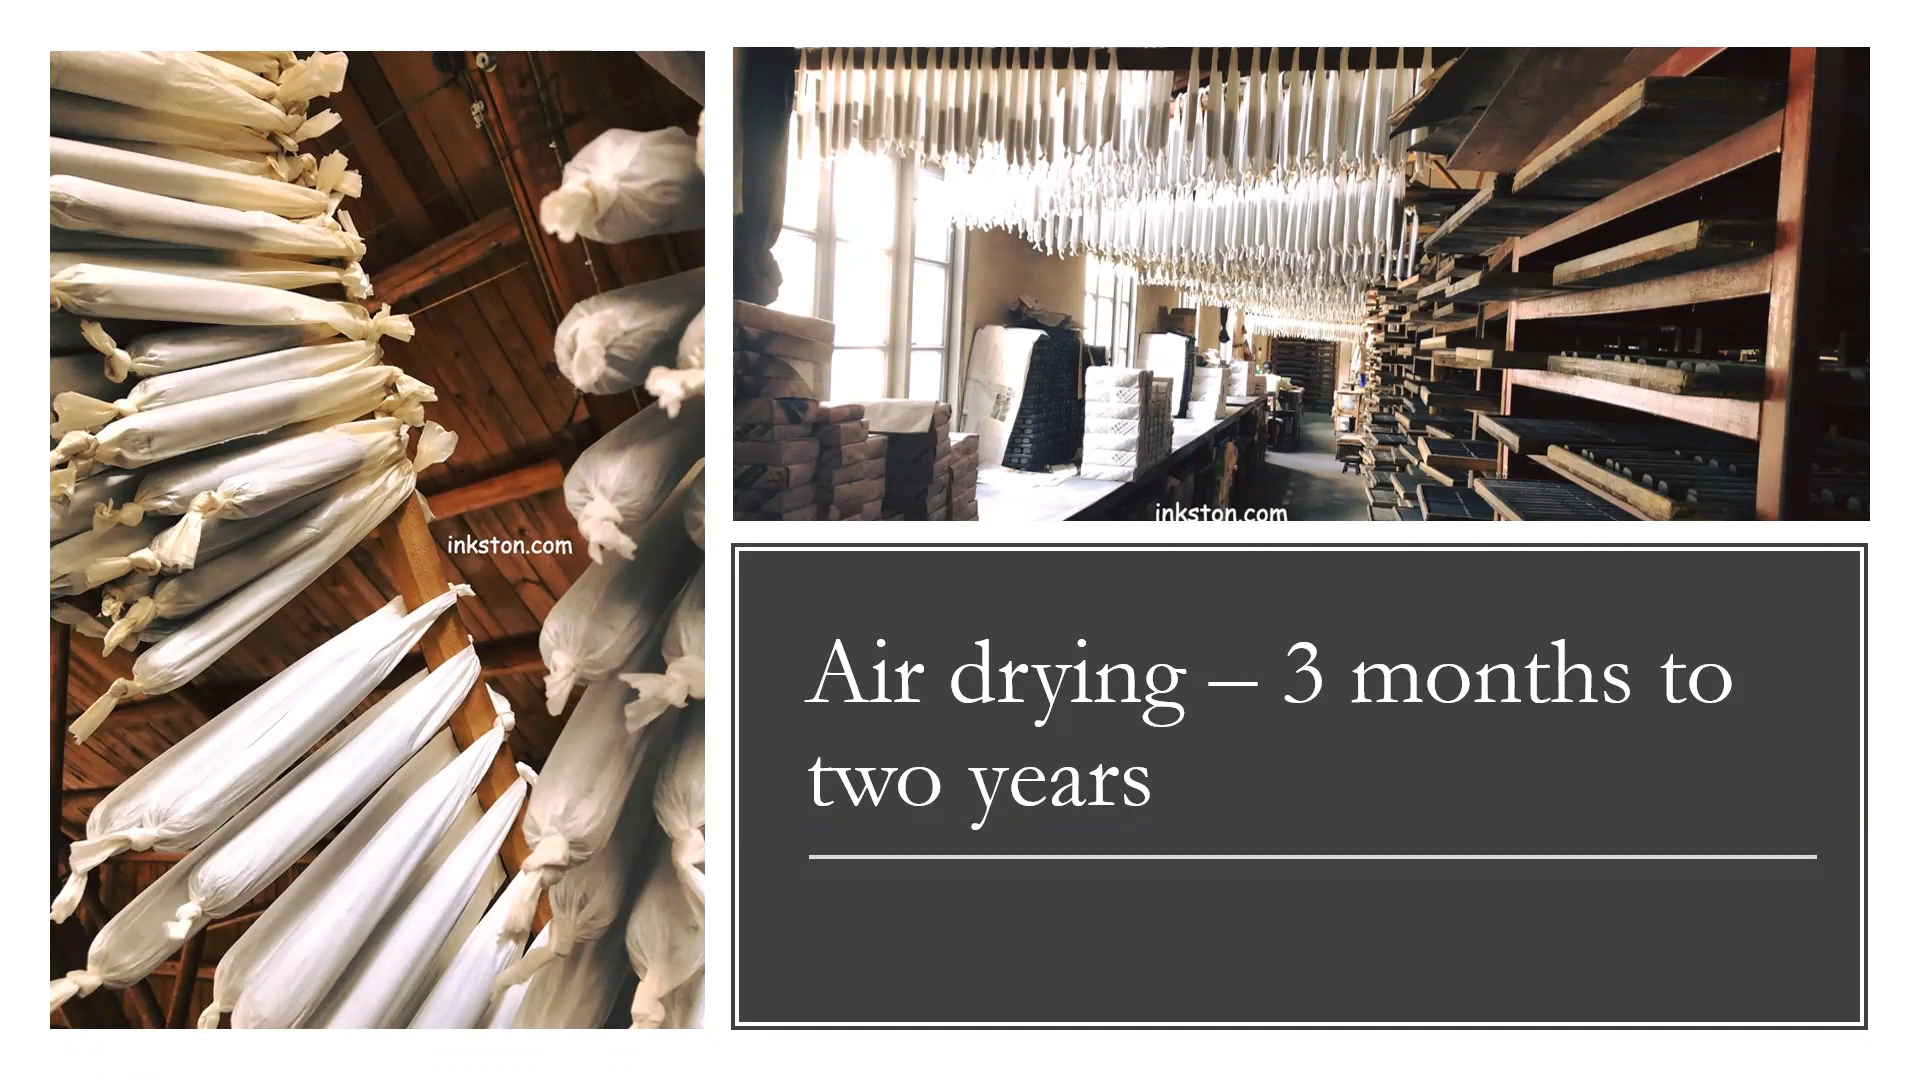 inkston.com
inkston.com
Air drying – 3 months to
two years